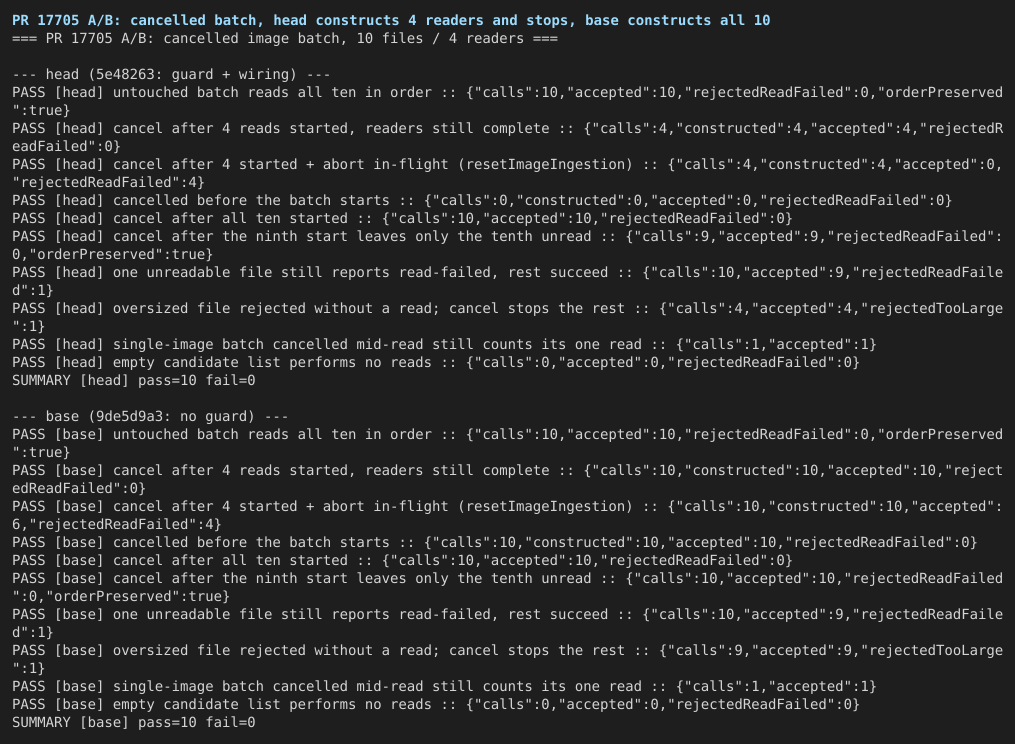 PR 17705 A/B: cancelled batch, head constructs 4 readers and stops, base constructs all 10
=== PR 17705 A/B: cancelled image batch, 10 files / 4 readers ===
--- head (5e48263: guard + wiring) ---
PASS [head] untouched batch reads all ten in order :: {"calls":10,"accepted":10,"rejectedReadFailed":0,"orderPreserved
":true}
PASS [head] cancel after 4 reads started, readers still complete :: {"calls":4,"constructed":4,"accepted":4,"rejectedR
eadFailed":0}
PASS [head] cancel after 4 started + abort in-flight (resetImageIngestion) :: {"calls":4,"constructed":4,"accepted":0,
"rejectedReadFailed":4}
PASS [head] cancelled before the batch starts :: {"calls":0,"constructed":0,"accepted":0,"rejectedReadFailed":0}
PASS [head] cancel after all ten started :: {"calls":10,"accepted":10,"rejectedReadFailed":0}
PASS [head] cancel after the ninth start leaves only the tenth unread :: {"calls":9,"accepted":9,"rejectedReadFailed":
0,"orderPreserved":true}
PASS [head] one unreadable file still reports read-failed, rest succeed :: {"calls":10,"accepted":9,"rejectedReadFaile
d":1}
PASS [head] oversized file rejected without a read; cancel stops the rest :: {"calls":4,"accepted":4,"rejectedTooLarge
":1}
PASS [head] single-image batch cancelled mid-read still counts its one read :: {"calls":1,"accepted":1}
PASS [head] empty candidate list performs no reads :: {"calls":0,"accepted":0,"rejectedReadFailed":0}
SUMMARY [head] pass=10 fail=0
--- base (9de5d9a3: no guard) ---
PASS [base] untouched batch reads all ten in order :: {"calls":10,"accepted":10,"rejectedReadFailed":0,"orderPreserved
":true}
PASS [base] cancel after 4 reads started, readers still complete :: {"calls":10,"constructed":10,"accepted":10,"reject
edReadFailed":0}
PASS [base] cancel after 4 started + abort in-flight (resetImageIngestion) :: {"calls":10,"constructed":10,"accepted":
6,"rejectedReadFailed":4}
PASS [base] cancelled before the batch starts :: {"calls":10,"constructed":10,"accepted":10,"rejectedReadFailed":0}
PASS [base] cancel after all ten started :: {"calls":10,"accepted":10,"rejectedReadFailed":0}
PASS [base] cancel after the ninth start leaves only the tenth unread :: {"calls":10,"accepted":10,"rejectedReadFailed
":0,"orderPreserved":true}
PASS [base] one unreadable file still reports read-failed, rest succeed :: {"calls":10,"accepted":9,"rejectedReadFaile
d":1}
PASS [base] oversized file rejected without a read; cancel stops the rest :: {"calls":9,"accepted":9,"rejectedTooLarge
":1}
PASS [base] single-image batch cancelled mid-read still counts its one read :: {"calls":1,"accepted":1}
PASS [base] empty candidate list performs no reads :: {"calls":0,"accepted":0,"rejectedReadFailed":0}
SUMMARY [base] pass=10 fail=0